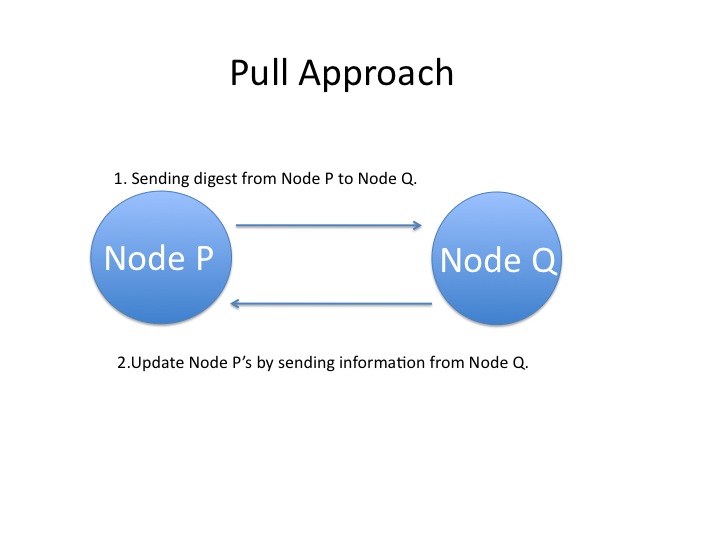 Pull Approach
1. Sending digest from Node P to Node Q.
Node P
Node Q
2.Update Node P’s by sending information from Node Q.